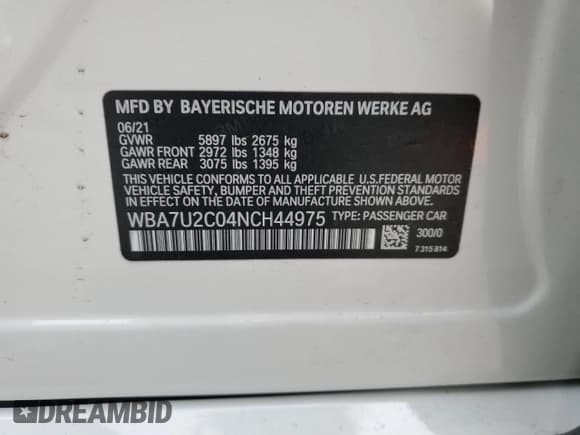 MFD BY BAYERISCHE MOTOREN WERKE AG
06/21
GVWR 5897 lbs 2675 kg
GAWR FRONT 2972 lbs 1348 kg
GAWR REAR 3075 lbs 1395 kg
THIS VEHICLE CONFORMS TO ALL APPLICABLE U.S.FEDERAL MOTOR
VEHICLE SAFETY, BUMPER AND THEFT PREVENTION STANDARDS
IN EFFECT ON THE DATE OF MANUFACTURE SHOWN ABOVE.
WBA7U2C04NCH44975 TYPE: PASSENGER CAR
300/0
7 315 814
DREAMBID